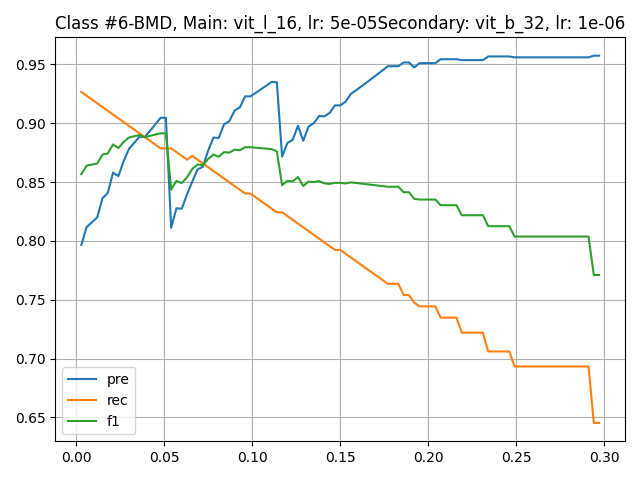 Class #6-BMD, Main: vit_l_16, lr: 5e-05Secondary: vit_b_32, lr: 1e-06
0.95
0.90
0.85
0.80
0.75
0.70
0.65
pre
rec
f1
0.00 0.05 0.10 0.15 0.20 0.25 0.30